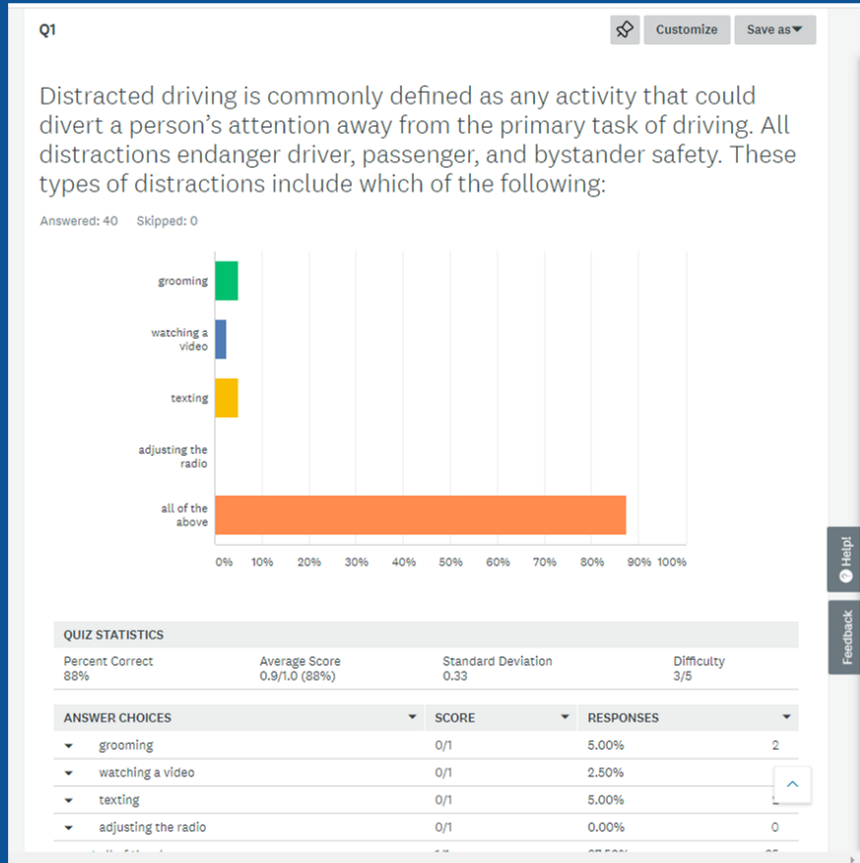 Q1
Customize
Save as
Distracted driving is commonly defined as any activity that could
divert a person's attention away from the primary task of driving. All
distractions endanger driver, passenger, and bystander safety. These
types of distractions include which of the following:
Answered: 40 Skipped: 0
grooming
watching a
video
texting
adjusting the
radio
all of the
above
0% 10% 20% 30% 40% 50% 60% 70% 80% 90% 100%
Help!
Feedback
QUIZ STATISTICS
Percent Correct Average Score Standard Deviation Difficulty
88% 0.9/1.0 (88%) 0.33 3/5
ANSWER CHOICES SCORE RESPONSES
grooming 0/1 5.00% 2
watching a video 0/1 2.50%
texting 0/1 5.00%
adjusting the radio 0/1 0.00% 0